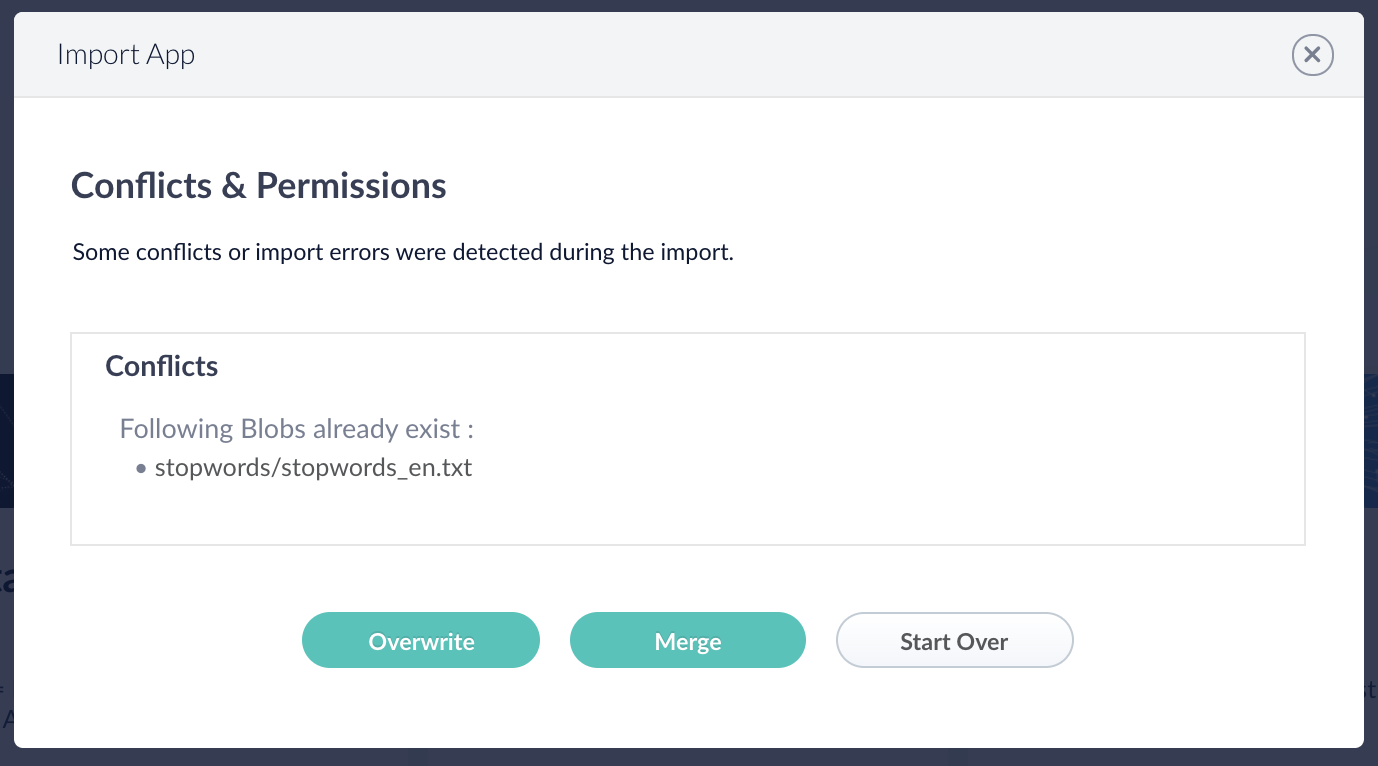 Import App
Conflicts & Permissions
Some conflicts or import errors were detected during the import.
Conflicts
Following Blobs already exist :
• stopwords/stopwords_en.txt
Overwrite
Merge
Start Over